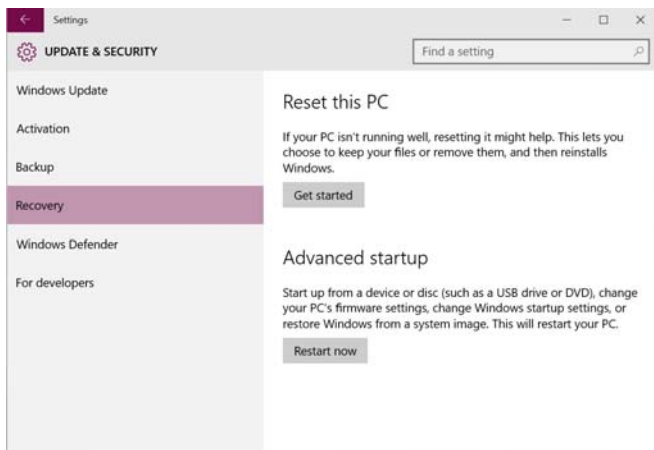 Settings
UPDATE & SECURITY
Find a setting
Windows Update
Activation
Backup
Recovery
Windows Defender
For developers
Reset this PC
If your PC isn't running well, resetting it might help. This lets you
choose to keep your files or remove them, and then reinstalls
Windows.
Get started
Advanced startup
Start up from a device or disc (such as a USB drive or DVD), change
your PC's firmware settings, change Windows startup settings, or
restore Windows from a system image. This will restart your PC.
Restart now